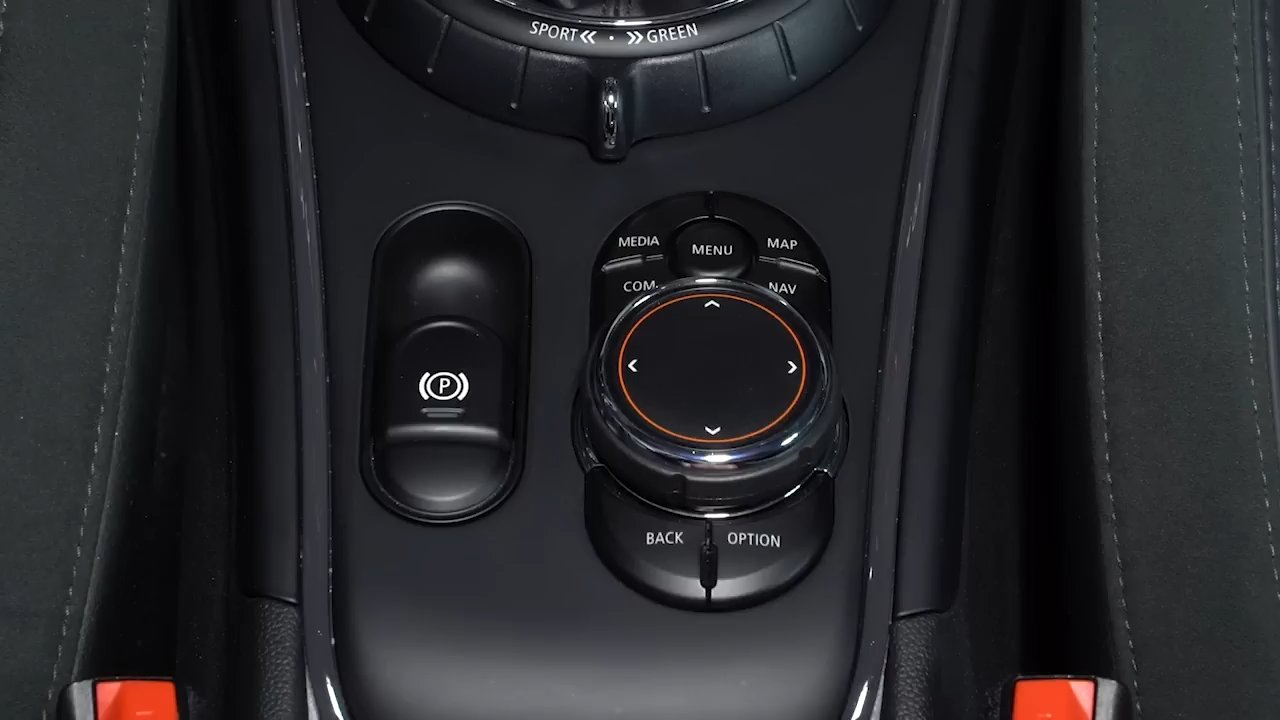 SPORT « · » GREEN
MEDIA MENU MAP
COM NAV
P
BACK OPTION